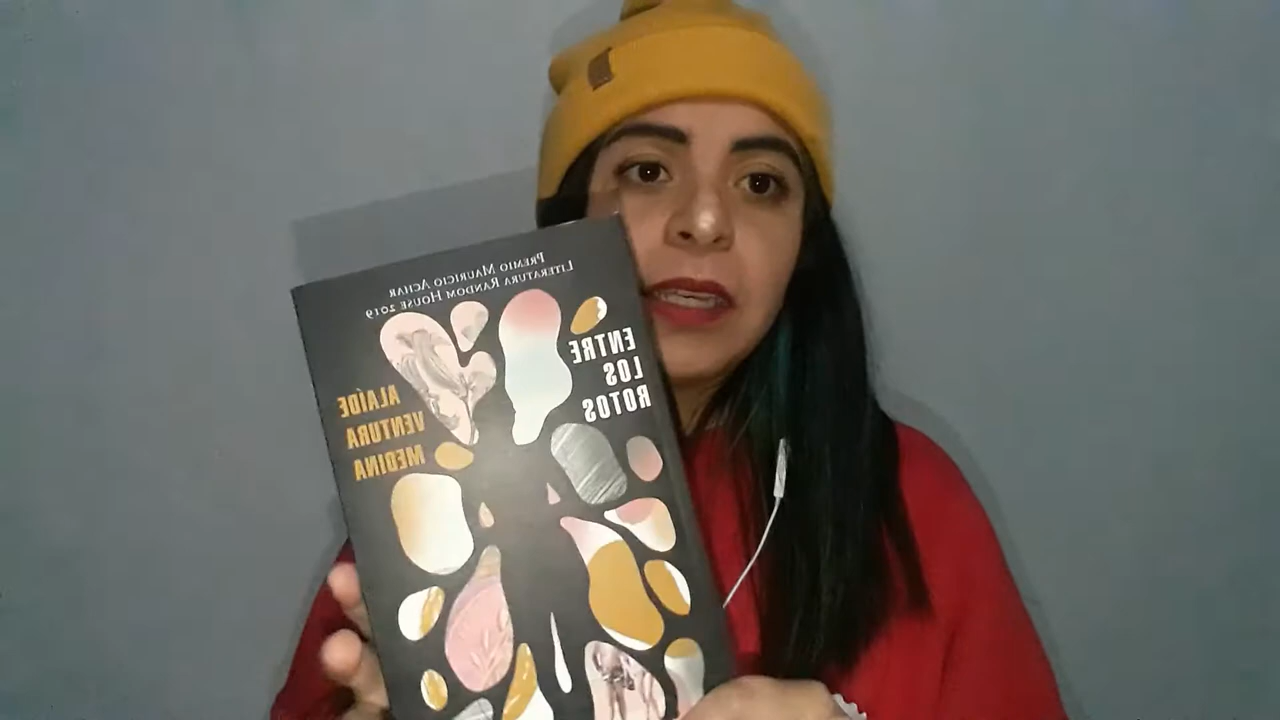 PREMIO MAURICIO ACHAR
LITERATURA RANDOM HOUSE 2019
ENTRE
LOS
ROTOS
ALAÍDE
VENTURA
MEDINA